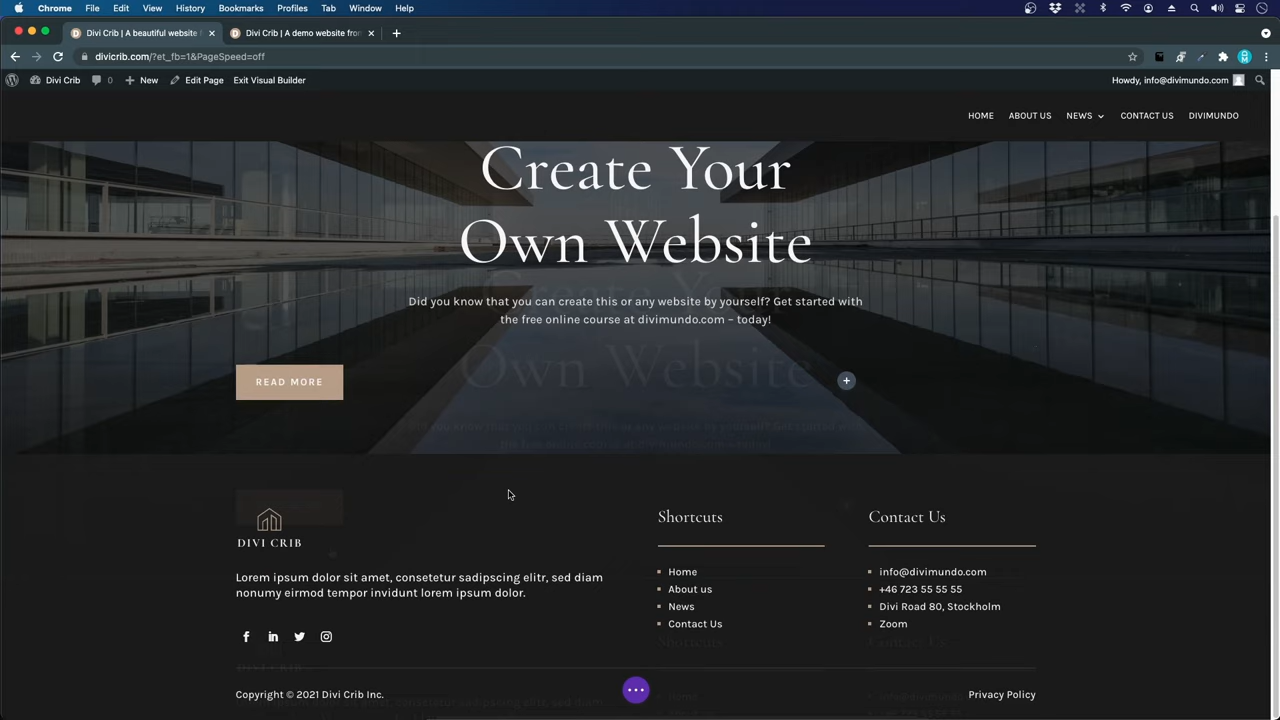 Chrome File Edit View History Bookmarks Profiles Tab Window Help
Divi Crib | A beautiful website
Divi Crib | A demo website fro
divicrib.com/?et_fb=1&PageSpeed=off
Divi Crib 0 New Edit Page Exit Visual Builder Howdy, info@divimundo.com
HOME ABOUT US NEWS CONTACT US DIVIMUNDO
Create Your
Own Website
Did you know that you can create this or any website by yourself? Get started with
the free online course at divimundo.com – today!
READ MORE
DIVI CRIB
Lorem ipsum dolor sit amet, consetetur sadipscing elitr, sed diam
nonumy eirmod tempor invidunt lorem ipsum dolor.
Shortcuts
Home
About us
News
Contact Us
Contact Us
info@divimundo.com
+46 723 55 55 55
Divi Road 80, Stockholm
Zoom
Copyright © 2021 Divi Crib Inc.
Privacy Policy